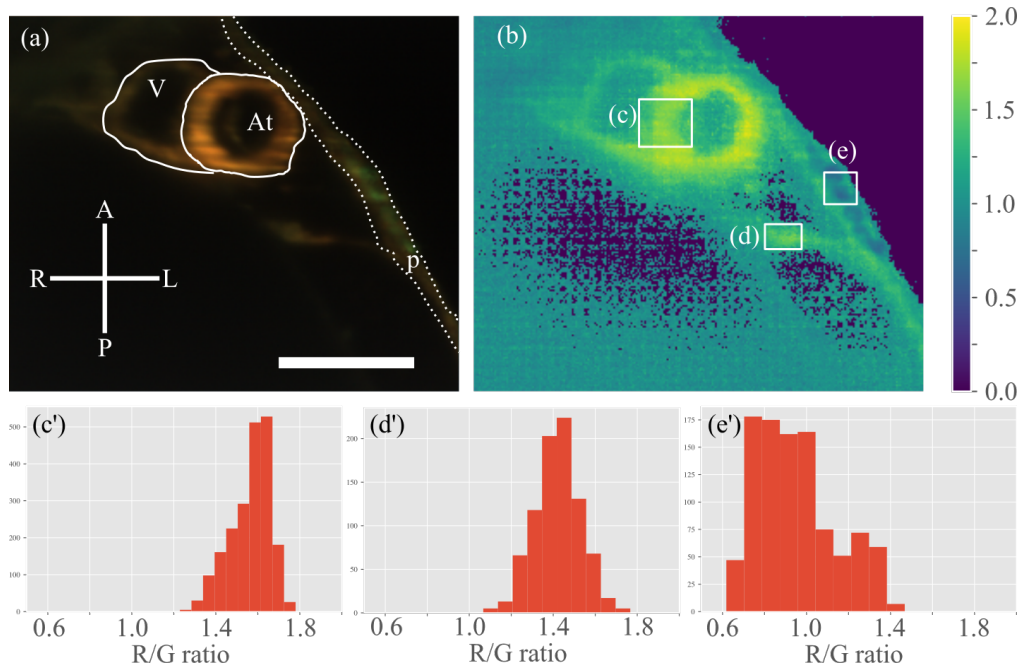 (a)
V
At
A
R
L
P
p
(b)
(c)
(e)
(d)
2.0
1.5
1.0
0.5
0.0
(c')
500
400
300
200
100
0
0.6 1.0 1.4 1.8
R/G ratio
(d')
200
150
100
50
0
0.6 1.0 1.4 1.8
R/G ratio
(e')
175
150
125
100
75
50
25
0
0.6 1.0 1.4 1.8
R/G ratio